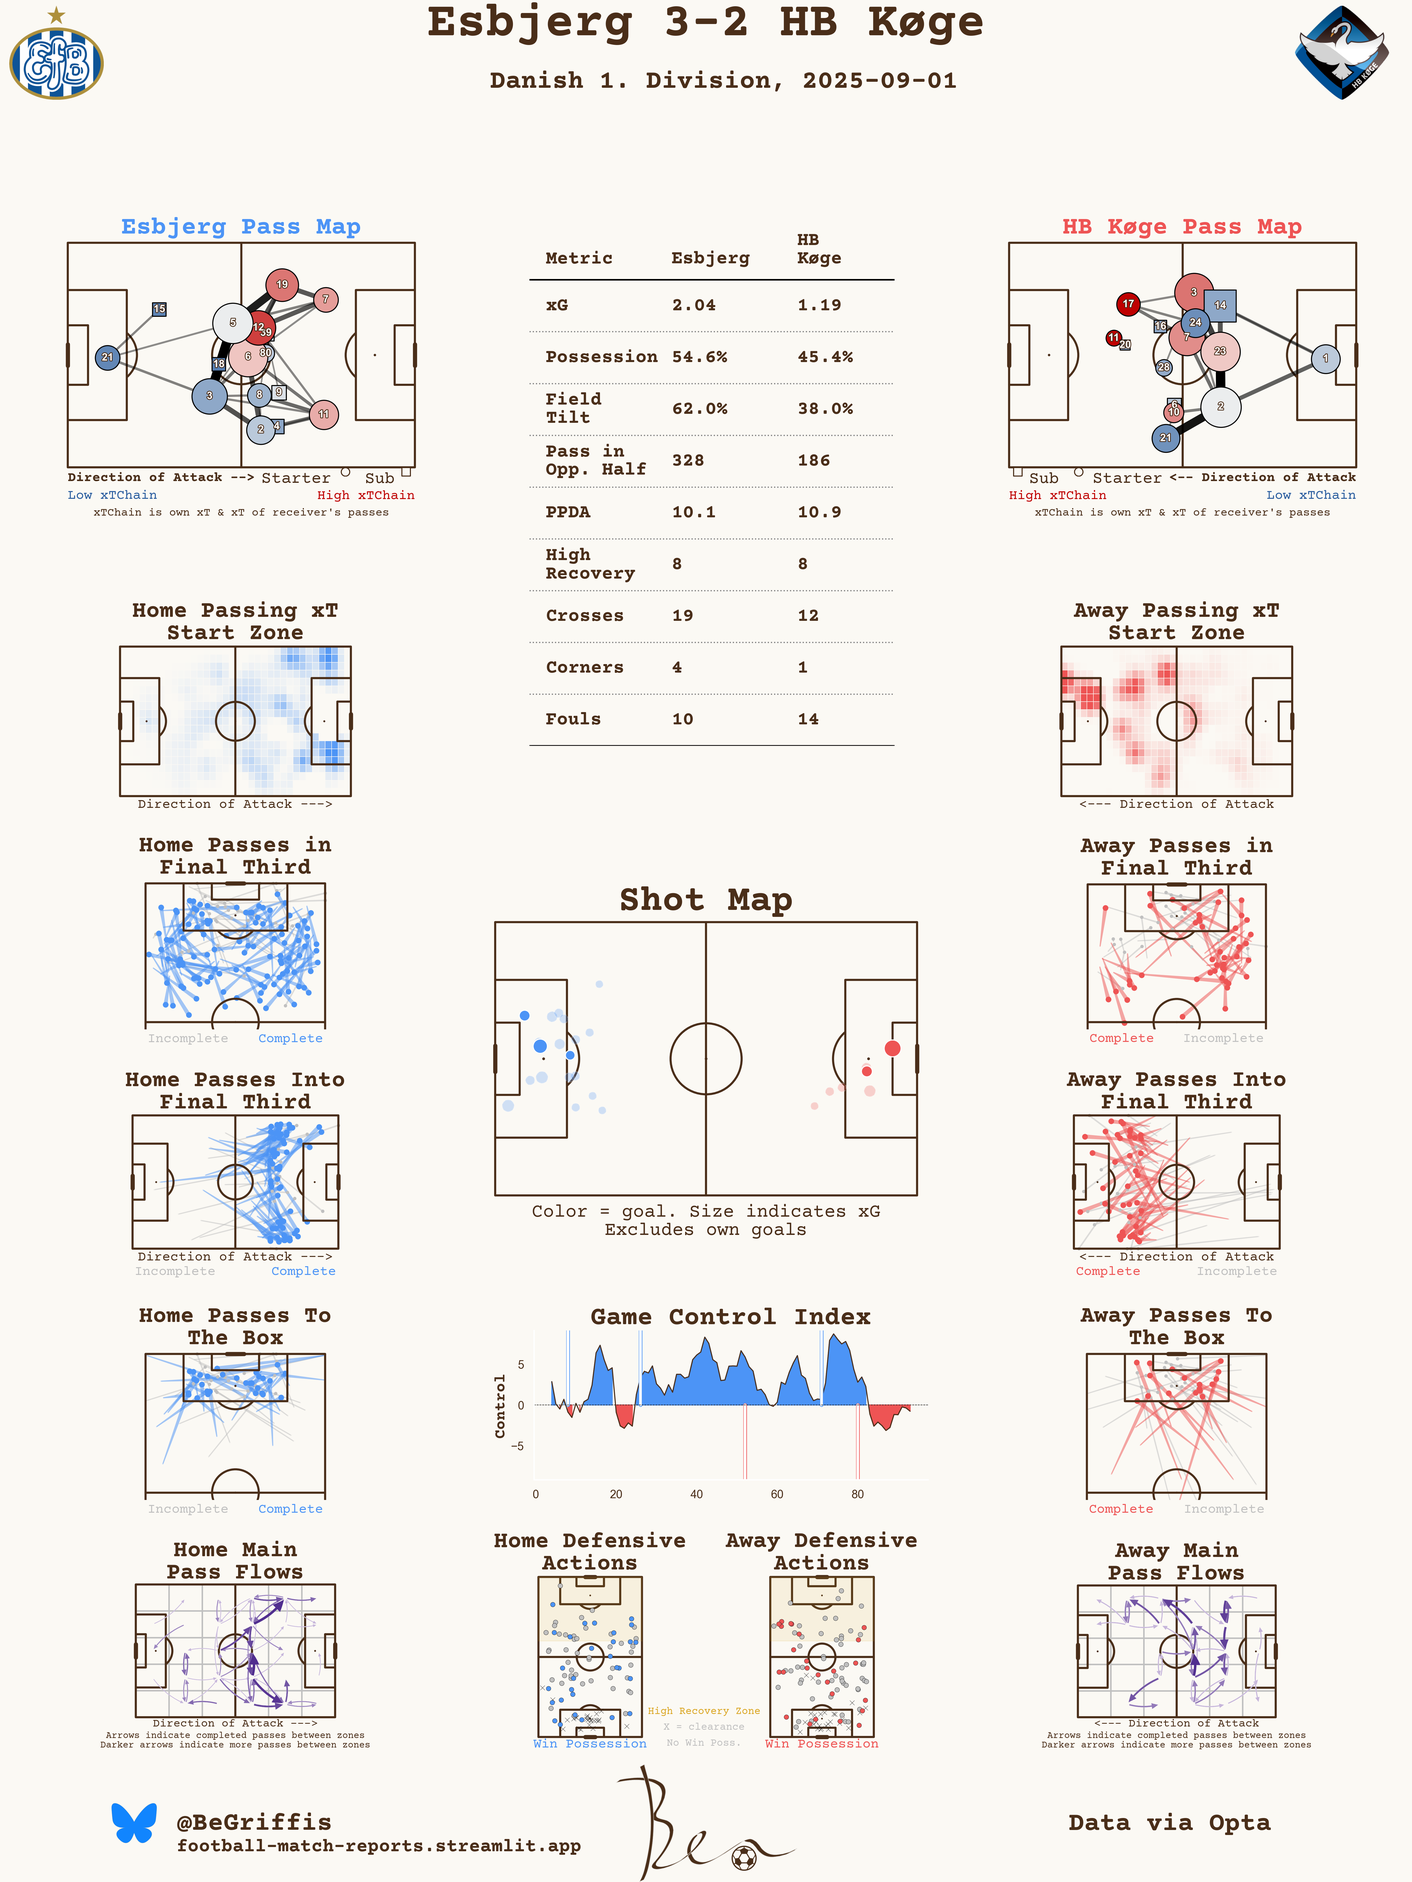 Esbjerg 3-2 HB Køge
Danish 1. Division, 2025-09-01
EfB
HB KØGE
Esbjerg Pass Map
19
7
15
5
12
39
21
6
80
18
3
8
9
11
2
4
Direction of Attack --> Starter Sub
Low xTChain High xTChain
xTChain is own xT & xT of receiver's passes
Metric Esbjerg HB Køge
xG 2.04 1.19
Possession 54.6% 45.4%
Field Tilt 62.0% 38.0%
Pass in Opp. Half 328 186
PPDA 10.1 10.9
High Recovery 8 8
Crosses 19 12
Corners 4 1
Fouls 10 14
HB Køge Pass Map
3
17
14
24
16
11
20
7
23
1
28
6
10
2
21
Sub Starter <-- Direction of Attack
High xTChain Low xTChain
xTChain is own xT & xT of receiver's passes
Home Passing xT
Start Zone
Direction of Attack --->
Away Passing xT
Start Zone
<--- Direction of Attack
Home Passes in
Final Third
Incomplete Complete
Away Passes in
Final Third
Complete Incomplete
Shot Map
Color = goal. Size indicates xG
Excludes own goals
Home Passes Into
Final Third
Direction of Attack --->
Incomplete Complete
Away Passes Into
Final Third
<--- Direction of Attack
Complete Incomplete
Home Passes To
The Box
Incomplete Complete
Game Control Index
Control
5
0
−5
0 20 40 60 80
Away Passes To
The Box
Complete Incomplete
Home Main
Pass Flows
Direction of Attack --->
Arrows indicate completed passes between zones
Darker arrows indicate more passes between zones
Home Defensive
Actions
Win Possession
High Recovery Zone
X = clearance
No Win Poss.
Away Defensive
Actions
Win Possession
Away Main
Pass Flows
<--- Direction of Attack
Arrows indicate completed passes between zones
Darker arrows indicate more passes between zones
@BeGriffis
football-match-reports.streamlit.app
Ben
Data via Opta